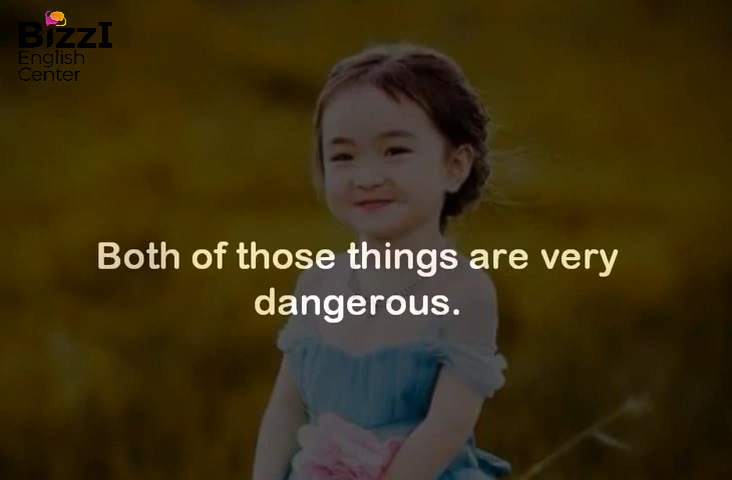 BizzI
English
Center
Both of those things are very
dangerous.